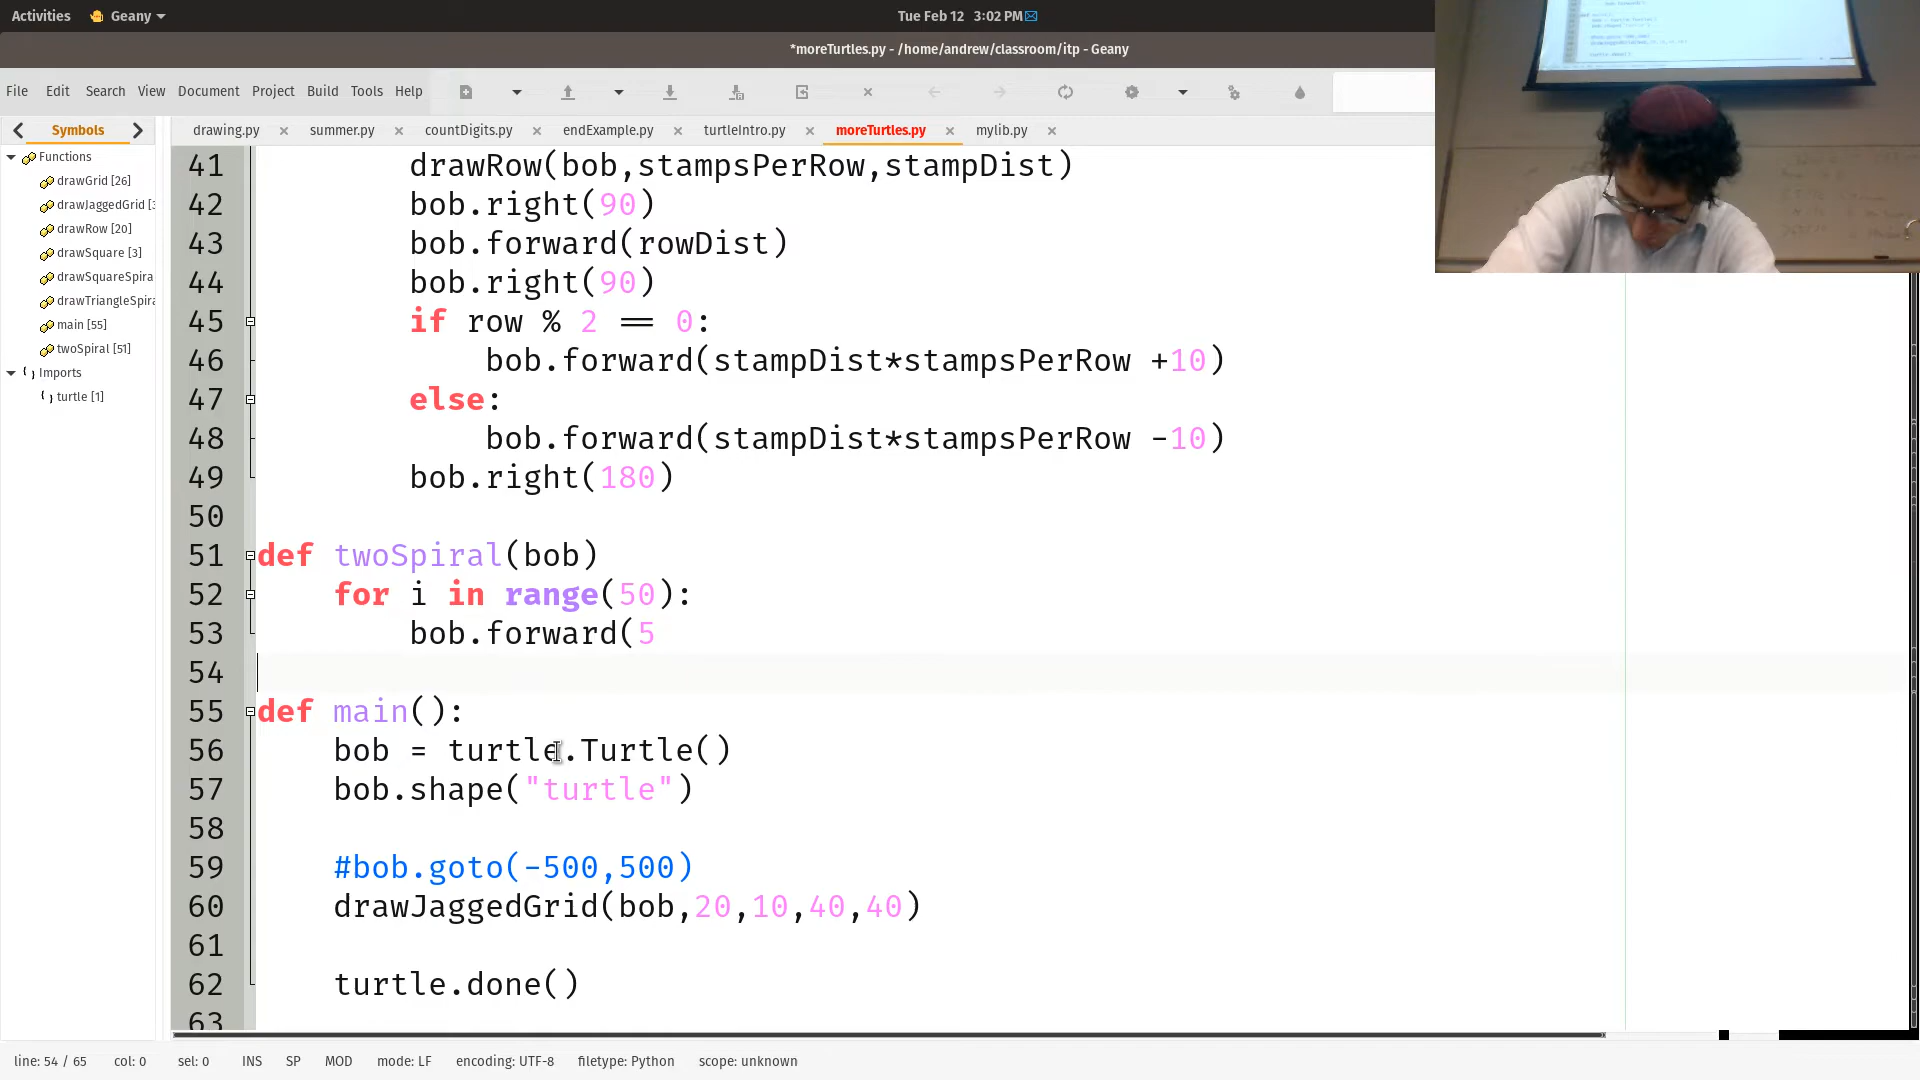 Activities Geany Tue Feb 12 3:02 PM
*moreTurtles.py - /home/andrew/classroom/itp - Geany
File Edit Search View Document Project Build Tools Help
Symbols drawing.py summer.py countDigits.py endExample.py turtleIntro.py moreTurtles.py mylib.py
Functions
drawGrid [26]
drawJaggedGrid [3
drawRow [20]
drawSquare [3]
drawSquareSpira
drawTriangleSpira
main [55]
twoSpiral [51]
Imports
turtle [1]
41 drawRow(bob,stampsPerRow,stampDist)
42 bob.right(90)
43 bob.forward(rowDist)
44 bob.right(90)
45 if row % 2 == 0:
46 bob.forward(stampDist*stampsPerRow +10)
47 else:
48 bob.forward(stampDist*stampsPerRow -10)
49 bob.right(180)
50
51 def twoSpiral(bob)
52 for i in range(50):
53 bob.forward(5
54
55 def main():
56 bob = turtle.Turtle()
57 bob.shape("turtle")
58
59 #bob.goto(-500,500)
60 drawJaggedGrid(bob,20,10,40,40)
61
62 turtle.done()
63
line: 54 / 65 col: 0 sel: 0 INS SP MOD mode: LF encoding: UTF-8 filetype: Python scope: unknown